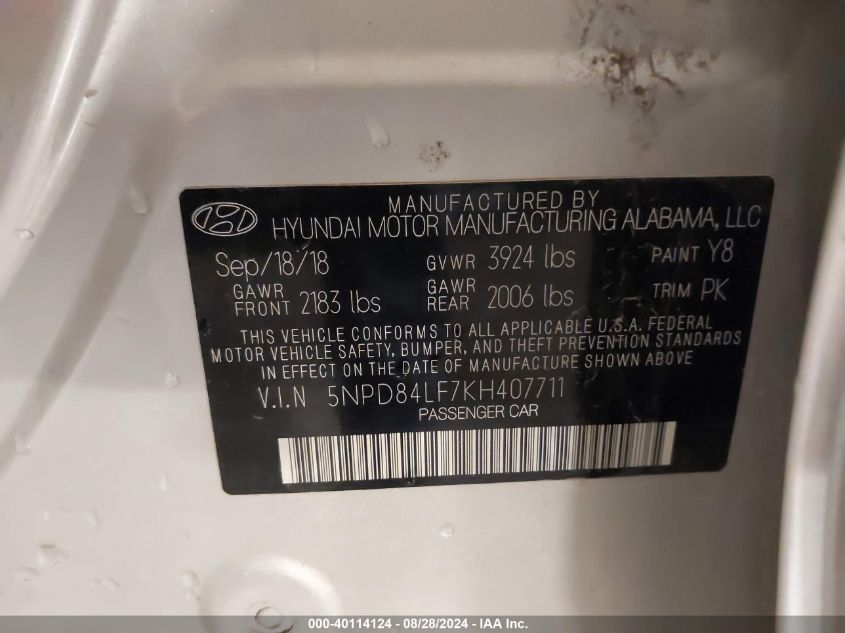 MANUFACTURED BY
HYUNDAI MOTOR MANUFACTURING ALABAMA, LLC
Sep/18/18 GVWR 3924 lbs PAINT Y8
GAWR FRONT 2183 lbs GAWR REAR 2006 lbs TRIM PK
THIS VEHICLE CONFORMS TO ALL APPLICABLE U.S.A. FEDERAL
MOTOR VEHICLE SAFETY, BUMPER, AND THEFT PREVENTION STANDARDS
IN EFFECT ON THE DATE OF MANUFACTURE SHOWN ABOVE
V.I.N 5NPD84LF7KH407711
PASSENGER CAR
000-40114124 - 08/28/2024 - IAA Inc.